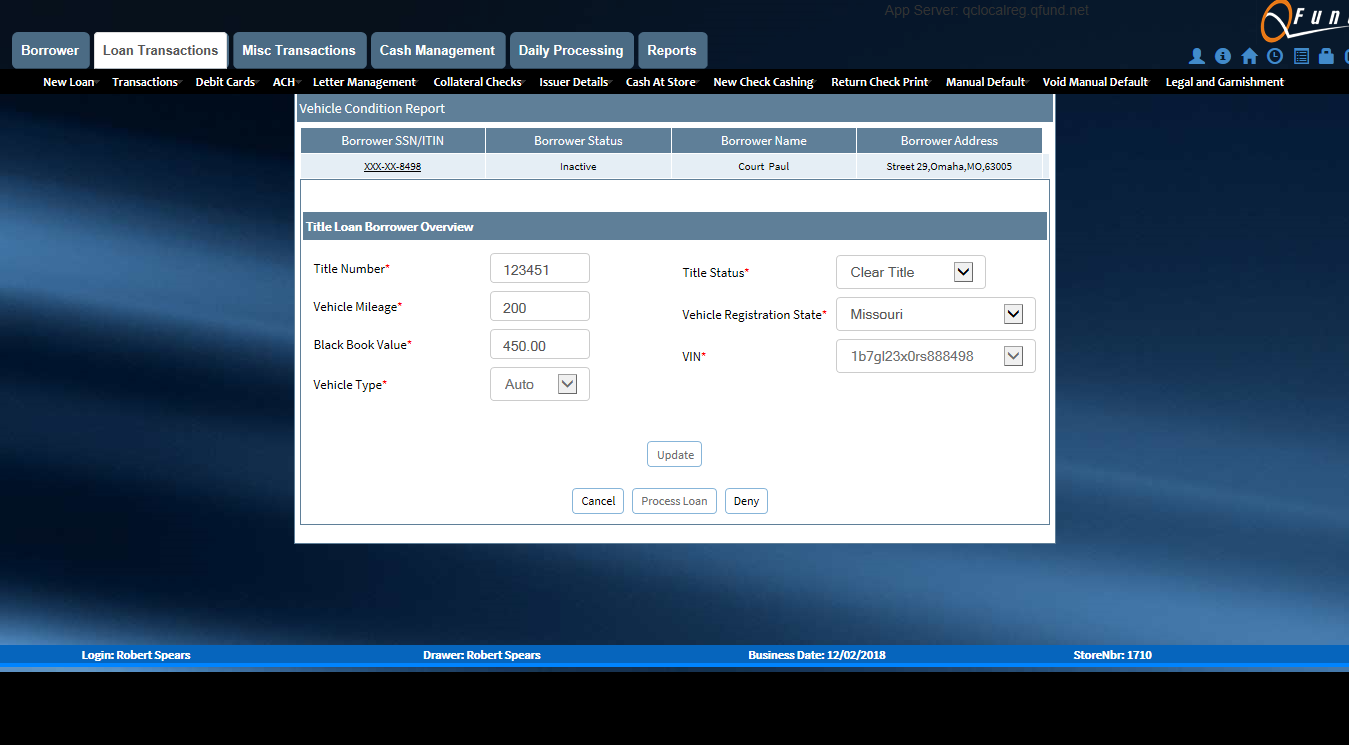 App Server: qclocalreg.qfund.net
QFun
Borrower Loan Transactions Misc Transactions Cash Management Daily Processing Reports
New Loan Transactions Debit Cards ACH Letter Management Collateral Checks Issuer Details Cash At Store New Check Cashing Return Check Print Manual Default Void Manual Default Legal and Garnishment
Vehicle Condition Report
Borrower SSN/ITIN Borrower Status Borrower Name Borrower Address
XXX-XX-8498 Inactive Court Paul Street 29,Omaha,MO,63005
Title Loan Borrower Overview
Title Number* 123451 Title Status* Clear Title
Vehicle Mileage* 200 Vehicle Registration State* Missouri
Black Book Value* 450.00 VIN* 1b7gl23x0rs888498
Vehicle Type* Auto
Update
Cancel Process Loan Deny
Login: Robert Spears Drawer: Robert Spears Business Date: 12/02/2018 StoreNbr: 1710